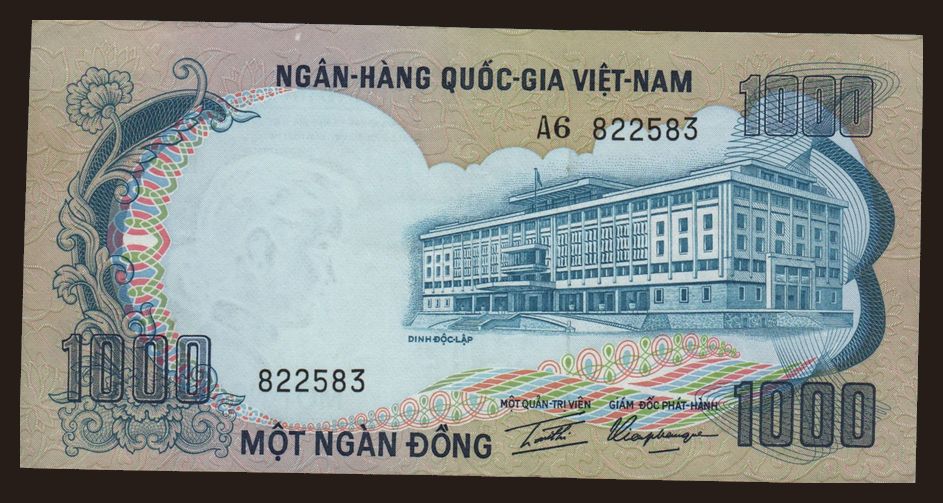 NGÂN-HÀNG QUỐC-GIA VIỆT-NAM
1000
A6 822583
DINH ĐỘC-LẬP
1000
822583
MỘT QUẢN-TRỊ VIÊN
GIÁM ĐỐC PHÁT-HÀNH
1000
MỘT NGÀN ĐỒNG